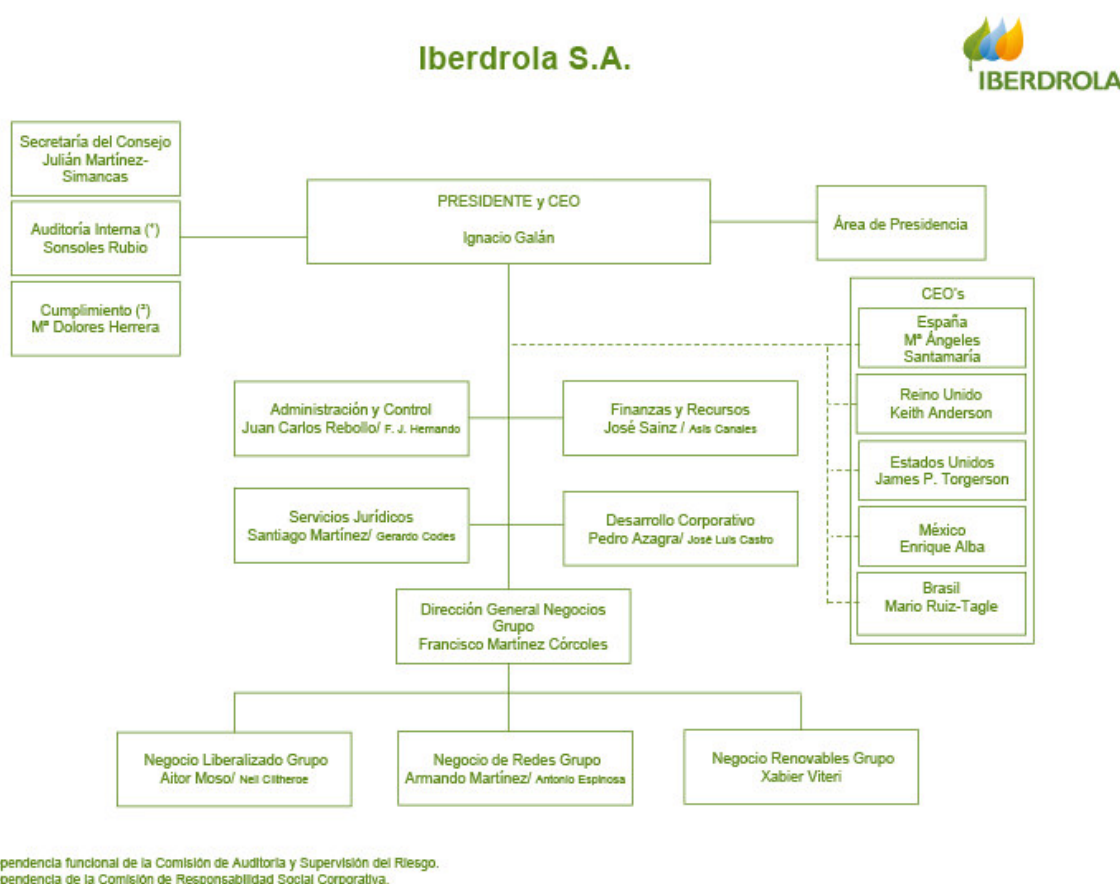 Iberdrola S.A.
IBERDROLA
Secretaría del Consejo
Julián Martínez-
Simancas
Auditoría Interna (*)
Sonsoles Rubio
Cumplimiento (²)
Mª Dolores Herrera
PRESIDENTE y CEO
Ignacio Galán
Área de Presidencia
CEO's
España
Mª Ángeles
Santamaría
Reino Unido
Keith Anderson
Estados Unidos
James P. Torgerson
México
Enrique Alba
Brasil
Mario Ruiz-Tagle
Administración y Control
Juan Carlos Rebollo/ F. J. Hernando
Finanzas y Recursos
José Sainz / Asís Canales
Servicios Jurídicos
Santiago Martínez/ Gerardo Codes
Desarrollo Corporativo
Pedro Azagra/ José Luis Castro
Dirección General Negocios
Grupo
Francisco Martínez Córcoles
Negocio Liberalizado Grupo
Aitor Moso/ Neil Clitheroe
Negocio de Redes Grupo
Armando Martínez/ Antonio Espinosa
Negocio Renovables Grupo
Xabier Viteri
pendencia funcional de la Comisión de Auditoría y Supervisión del Riesgo.
pendencia de la Comisión de Responsabilidad Social Corporativa.